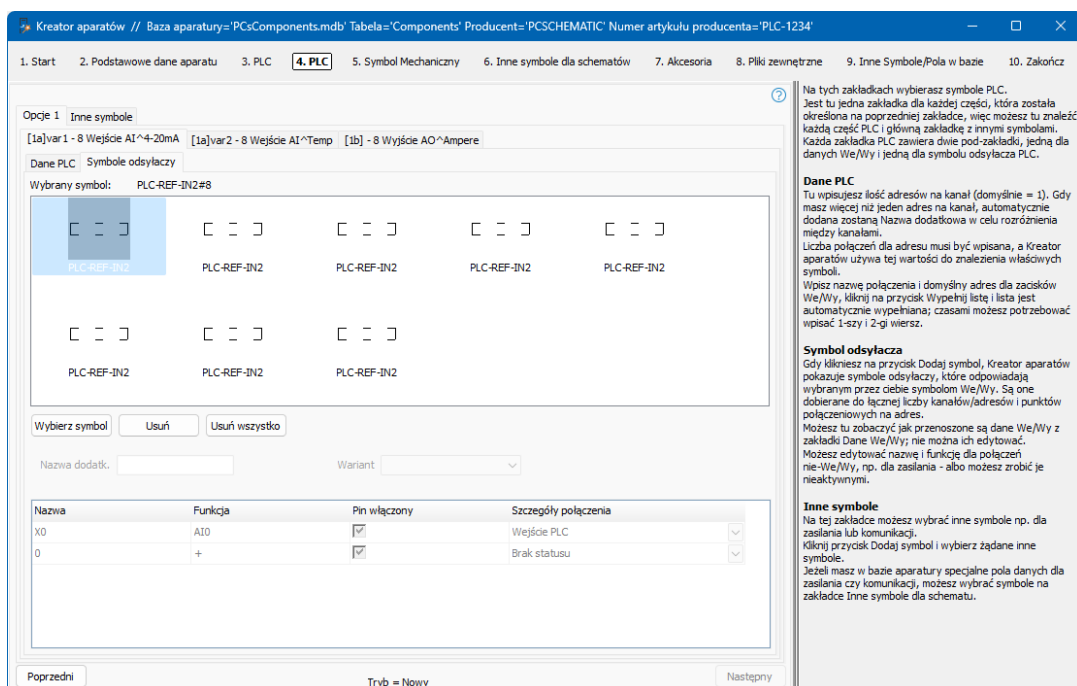 Kreator aparatów // Baza aparatury='PCsComponents.mdb' Tabela='Components' Producent='PCSCHEMATIC' Numer artykułu producenta='PLC-1234'
1. Start 2. Podstawowe dane aparatu 3. PLC 4. PLC 5. Symbol Mechaniczny 6. Inne symbole dla schematów 7. Akcesoria 8. Pliki zewnętrzne 9. Inne Symbole/Pola w bazie 10. Zakończ
Opcje 1 Inne symbole
[1a]var1 - 8 Wejście AI^4-20mA [1a]var2 - 8 Wejście AI^Temp [1b] - 8 Wyjście AO^Ampere
Dane PLC Symbole odsyłaczy
Wybrany symbol: PLC-REF-IN2#8
PLC-REF-IN2 PLC-REF-IN2 PLC-REF-IN2 PLC-REF-IN2 PLC-REF-IN2
PLC-REF-IN2 PLC-REF-IN2 PLC-REF-IN2
Wybierz symbol Usuń Usuń wszystko
Nazwa dodatk. Wariant
Nazwa Funkcja Pin włączony Szczegóły połączenia
X0 AI0 Wejście PLC
0 + Brak statusu
Poprzedni Tryb = Nowy Następny
Na tych zakładkach wybierasz symbole PLC.
Jest tu jedna zakładka dla każdej części, która została
określona na poprzedniej zakładce, więc możesz tu znaleźć
każdą część PLC i główną zakładkę z innymi symbolami.
Każda zakładka PLC zawiera dwie pod-zakładki, jedną dla
danych We/Wy i jedną dla symbolu odsyłacza PLC.
Dane PLC
Tu wpisujesz ilość adresów na kanał (domyślnie = 1). Gdy
masz więcej niż jeden adres na kanał, automatycznie
dodana zostaną Nazwa dodatkowa w celu rozróżnienia
między kanałami.
Liczba połączeń dla adresu musi być wpisana, a Kreator
aparatów używa tej wartości do znalezienia właściwych
symboli.
Wpisz nazwę połączenia i domyślny adres dla zacisków
We/Wy, kliknij na przycisk Wypełnij listę i lista jest
automatycznie wypełniana; czasami możesz potrzebować
wpisać 1-szy i 2-gi wiersz.
Symbol odsyłacza
Gdy klikniesz na przycisk Dodaj symbol, Kreator aparatów
pokazuje symbole odsyłaczy, które odpowiadają
wybranym przez ciebie symbolom We/Wy. Są one
dobierane do łącznej liczby kanałów/adresów i punktów
połączeniowych na adres.
Możesz tu zobaczyć jak przenoszone są dane We/Wy z
zakładki Dane We/Wy; nie można ich edytować.
Możesz edytować nazwę i funkcję dla połączeń
nie-We/Wy, np. dla zasilania - albo możesz zrobić je
nieaktywnymi.
Inne symbole
Na tej zakładce możesz wybrać inne symbole np. dla
zasilania lub komunikacji.
Kliknij przycisk Dodaj symbol i wybierz żądane inne
symbole.
Jeżeli masz w bazie aparatury specjalne pola danych dla
zasilania czy komunikacji, możesz wybrać symbole na
zakładce Inne symbole dla schematu.